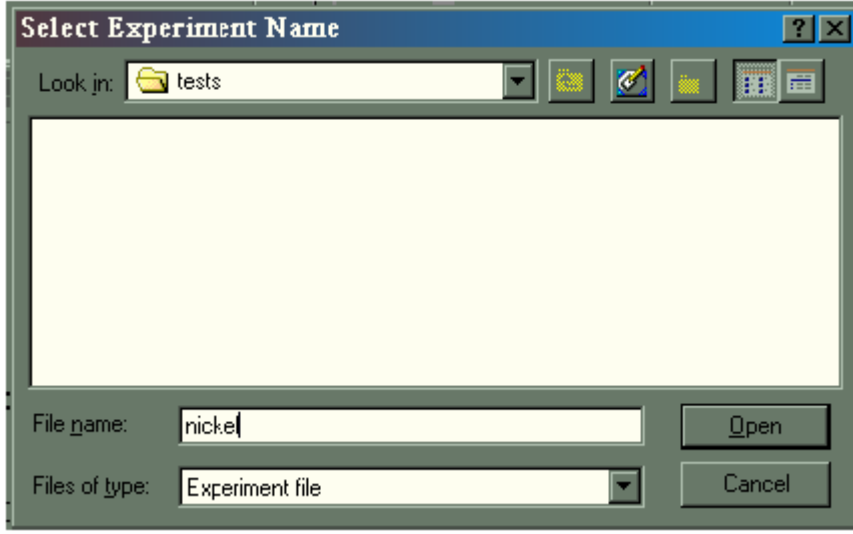 Select Experiment Name
Look in: tests
File name: nickel Open
Files of type: Experiment file Cancel